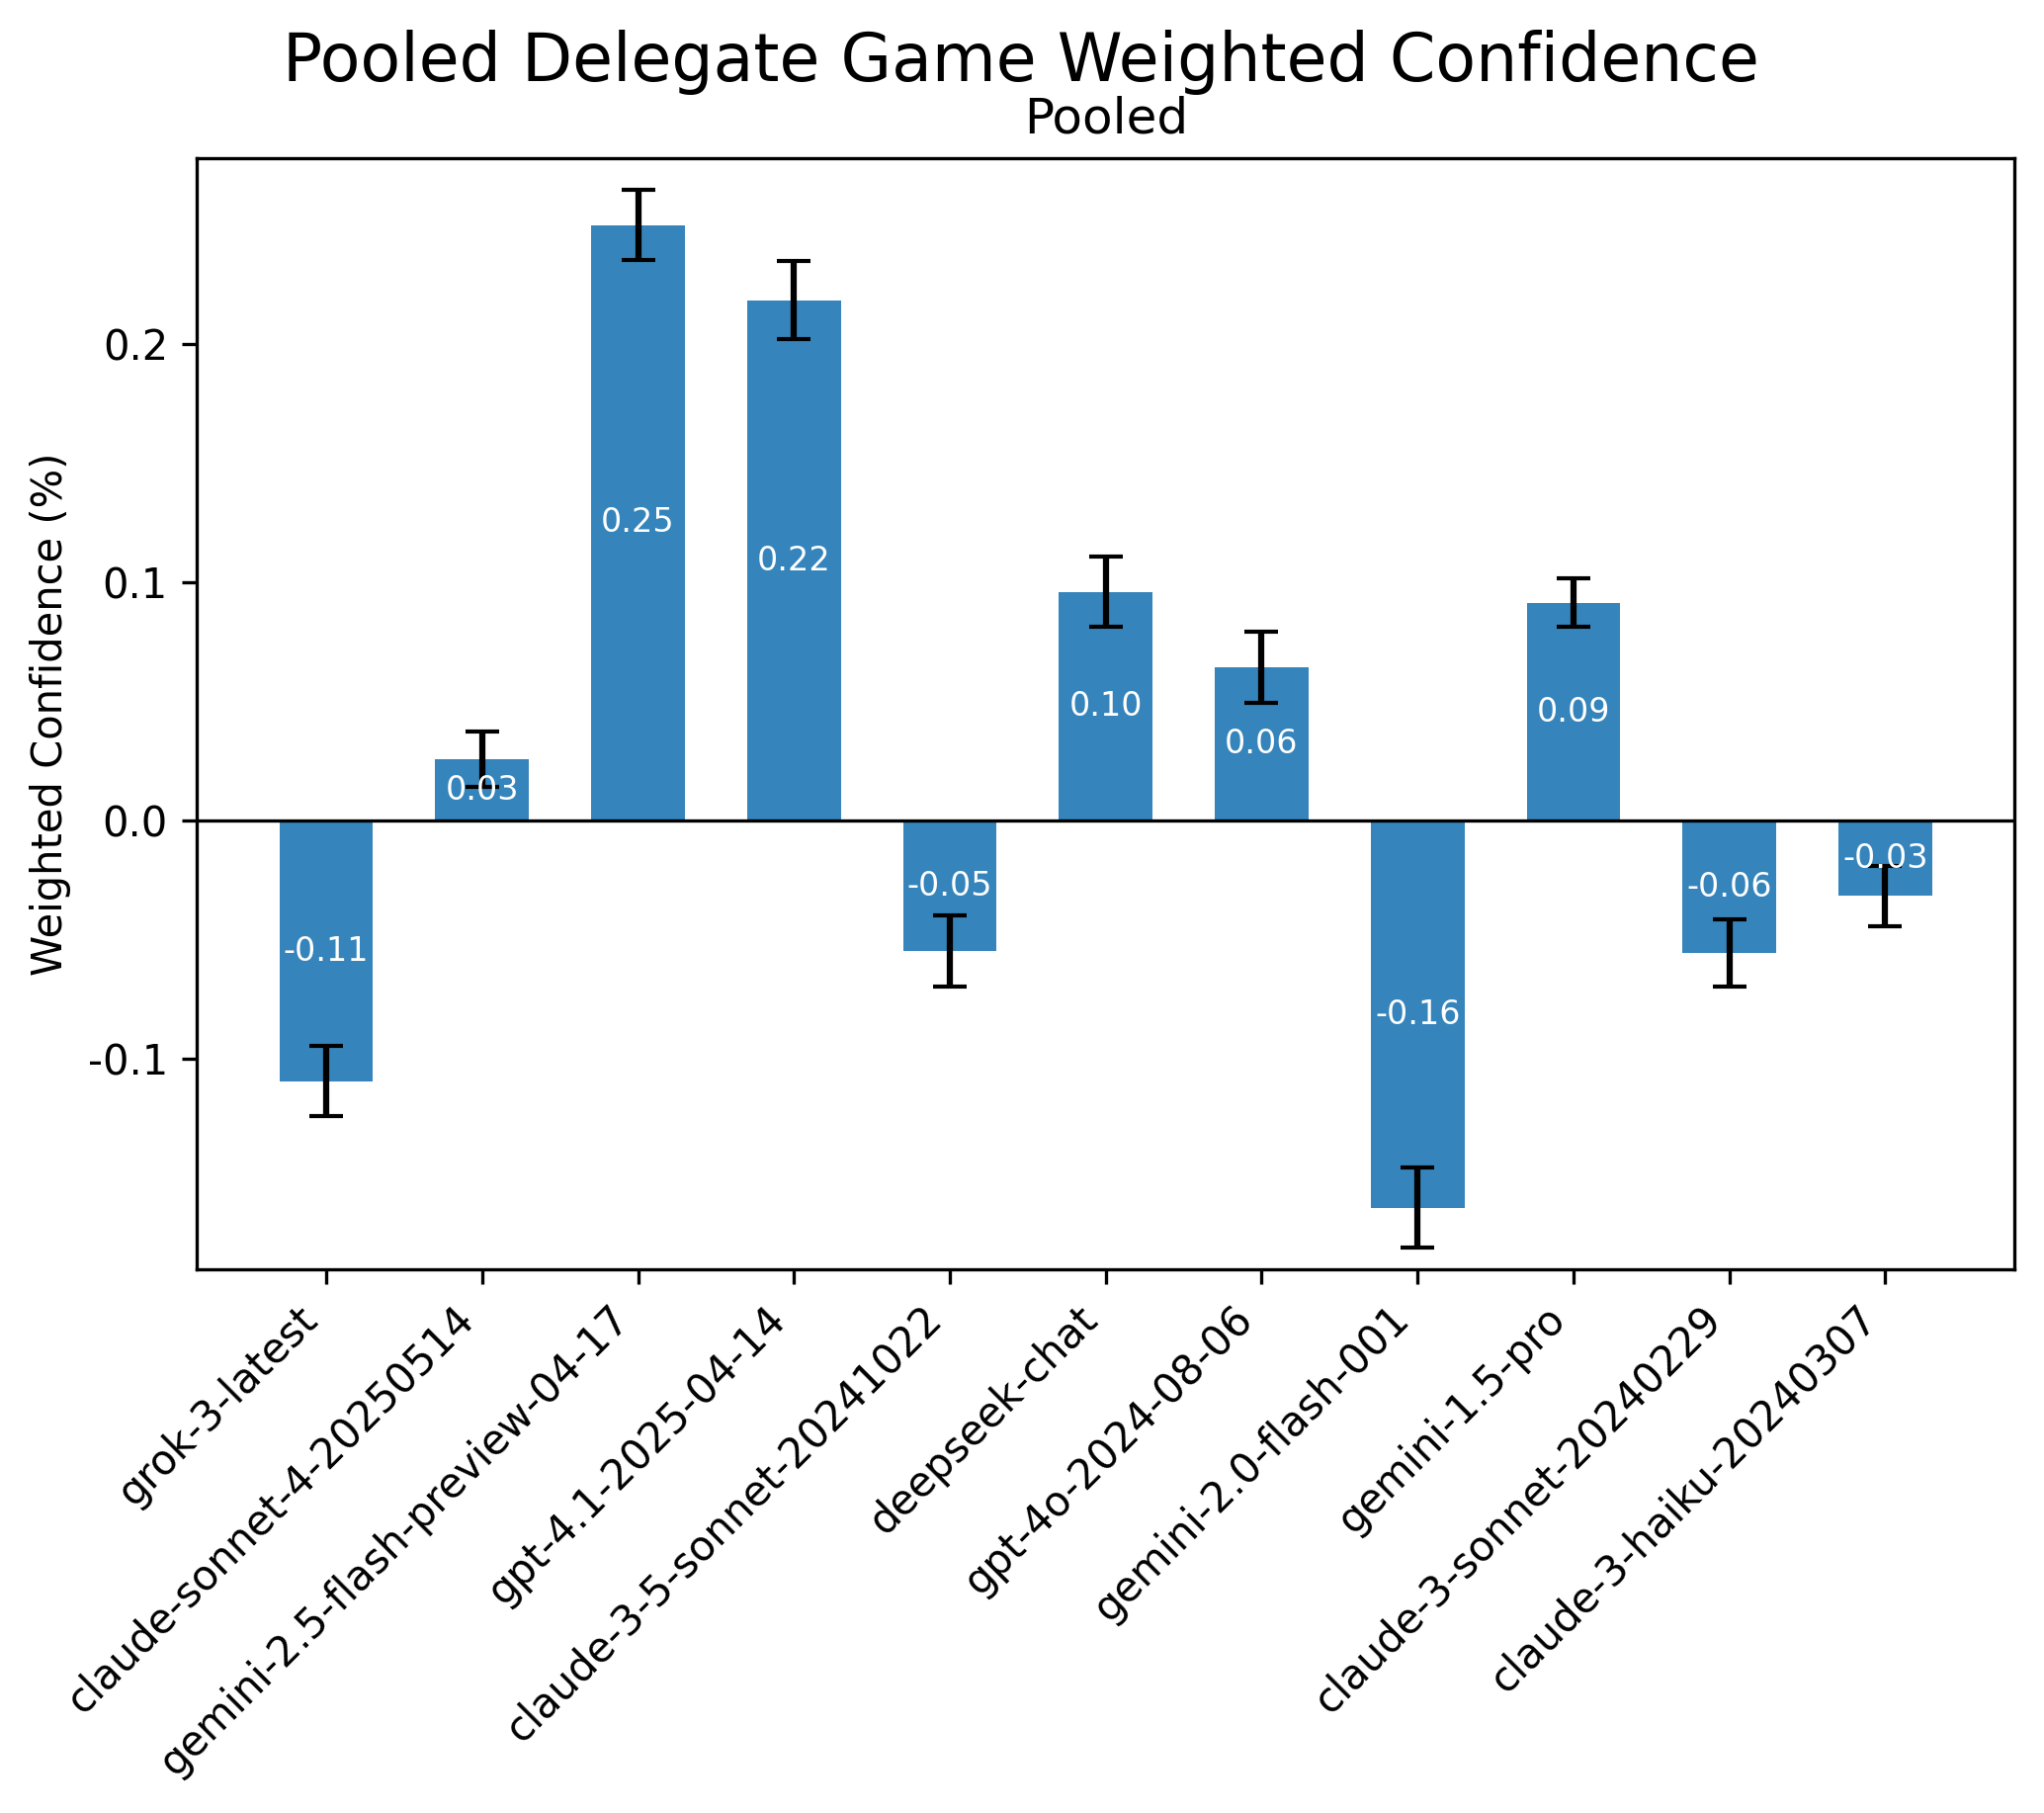 Pooled Delegate Game Weighted Confidence
Pooled
Weighted Confidence (%)
0.2
0.1
0.0
-0.1
-0.11
0.03
0.25
0.22
-0.05
0.10
0.06
-0.16
0.09
-0.06
-0.03
grok-3-latest
claude-sonnet-4-20250514
gemini-2.5-flash-preview-04-17
gpt-4.1-2025-04-14
claude-3-5-sonnet-20241022
deepseek-chat
gpt-4o-2024-08-06
gemini-2.0-flash-001
gemini-1.5-pro
claude-3-sonnet-20240229
claude-3-haiku-20240307